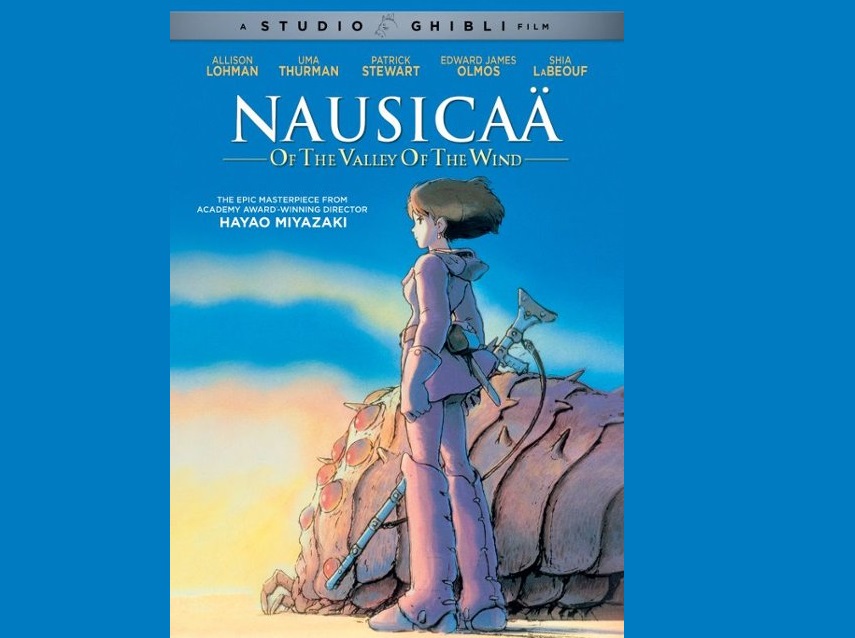 A STUDIO GHIBLI FILM
ALLISON LOHMAN
UMA THURMAN
PATRICK STEWART
EDWARD JAMES OLMOS
SHIA LaBEOUF
NAUSICAÄ
OF THE VALLEY OF THE WIND
THE EPIC MASTERPIECE FROM
ACADEMY AWARD-WINNING DIRECTOR
HAYAO MIYAZAKI